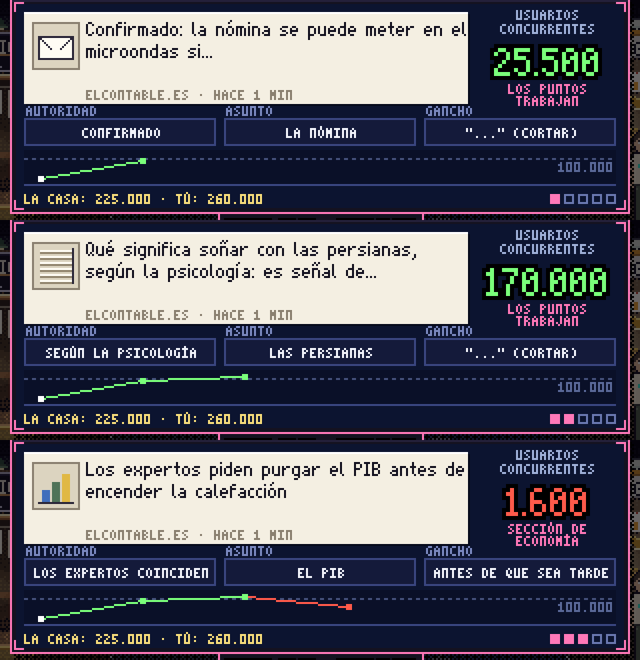 Confirmado: la nómina se puede meter en el
microondas si...
ELCONTABLE.ES · HACE 1 MIN
USUARIOS
CONCURRENTES
25.500
LOS PUNTOS
TRABAJAN
AUTORIDAD
ASUNTO
GANCHO
CONFIRMADO
LA NÓMINA
"..." (CORTAR)
100.000
LA CASA: 225.000 · TÚ: 260.000
Qué significa soñar con las persianas,
según la psicología: es señal de...
ELCONTABLE.ES · HACE 1 MIN
USUARIOS
CONCURRENTES
170.000
LOS PUNTOS
TRABAJAN
AUTORIDAD
ASUNTO
GANCHO
SEGÚN LA PSICOLOGÍA
LAS PERSIANAS
"..." (CORTAR)
100.000
LA CASA: 225.000 · TÚ: 260.000
Los expertos piden purgar el PIB antes de
encender la calefacción
ELCONTABLE.ES · HACE 1 MIN
USUARIOS
CONCURRENTES
1.600
SECCIÓN DE
ECONOMÍA
AUTORIDAD
ASUNTO
GANCHO
LOS EXPERTOS COINCIDEN
EL PIB
ANTES DE QUE SEA TARDE
100.000
LA CASA: 225.000 · TÚ: 260.000